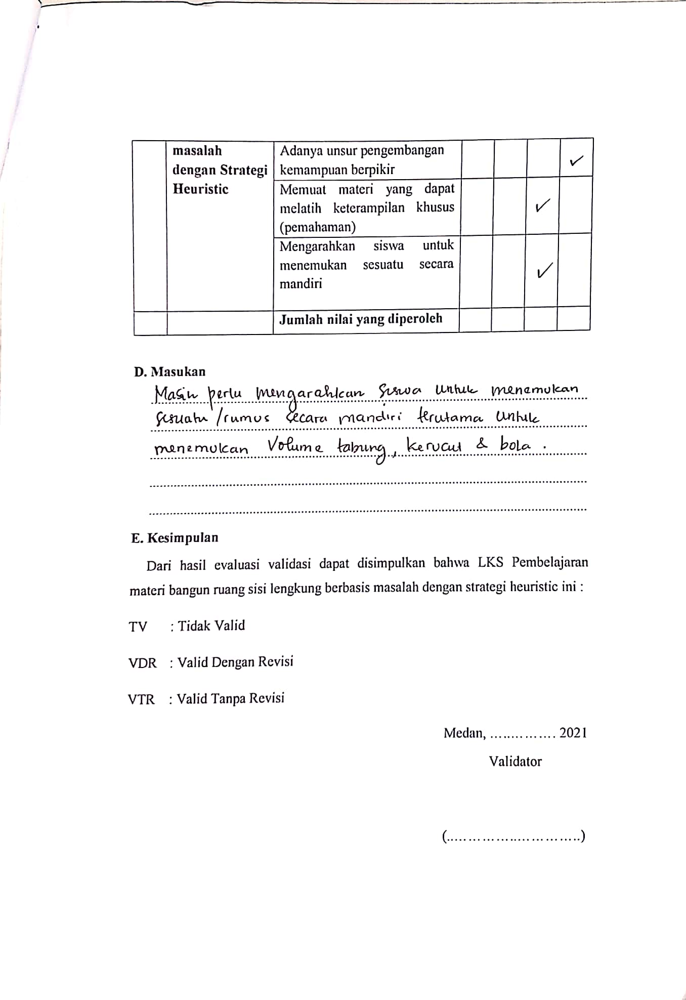 masalah
dengan Strategi
Heuristic
Adanya unsur pengembangan
kemampuan berpikir
✓
Memuat materi yang dapat
melatih keterampilan khusus
(pemahaman)
✓
Mengarahkan siswa untuk
menemukan sesuatu secara
mandiri
✓
Jumlah nilai yang diperoleh
D. Masukan
Masih perlu mengarahkan siswa untuk menemukan
sesuatu /rumus secara mandiri terutama untuk
menemukan Volume tabung, kerucut & bola .
E. Kesimpulan
Dari hasil evaluasi validasi dapat disimpulkan bahwa LKS Pembelajaran
materi bangun ruang sisi lengkung berbasis masalah dengan strategi heuristic ini :
TV : Tidak Valid
VDR : Valid Dengan Revisi
VTR : Valid Tanpa Revisi
Medan, ............... 2021
Validator
(..............................)